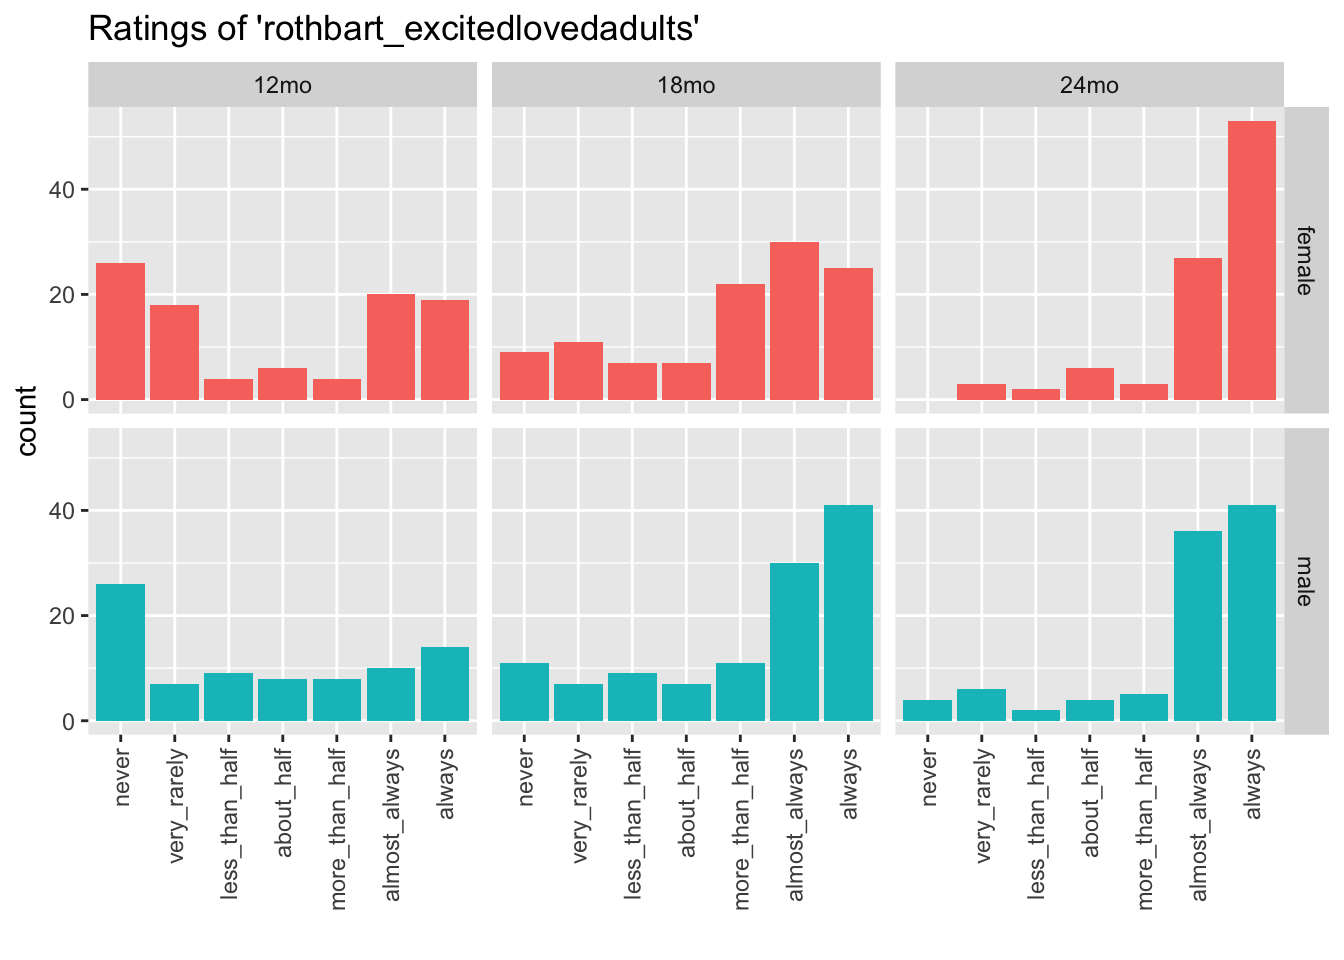 Ratings of 'rothbart_excitedlovedadults'
12mo 18mo 24mo
count
40
20
0
female
40
20
0
male
never very_rarely less_than_half about_half more_than_half almost_always always
never very_rarely less_than_half about_half more_than_half almost_always always
never very_rarely less_than_half about_half more_than_half almost_always always